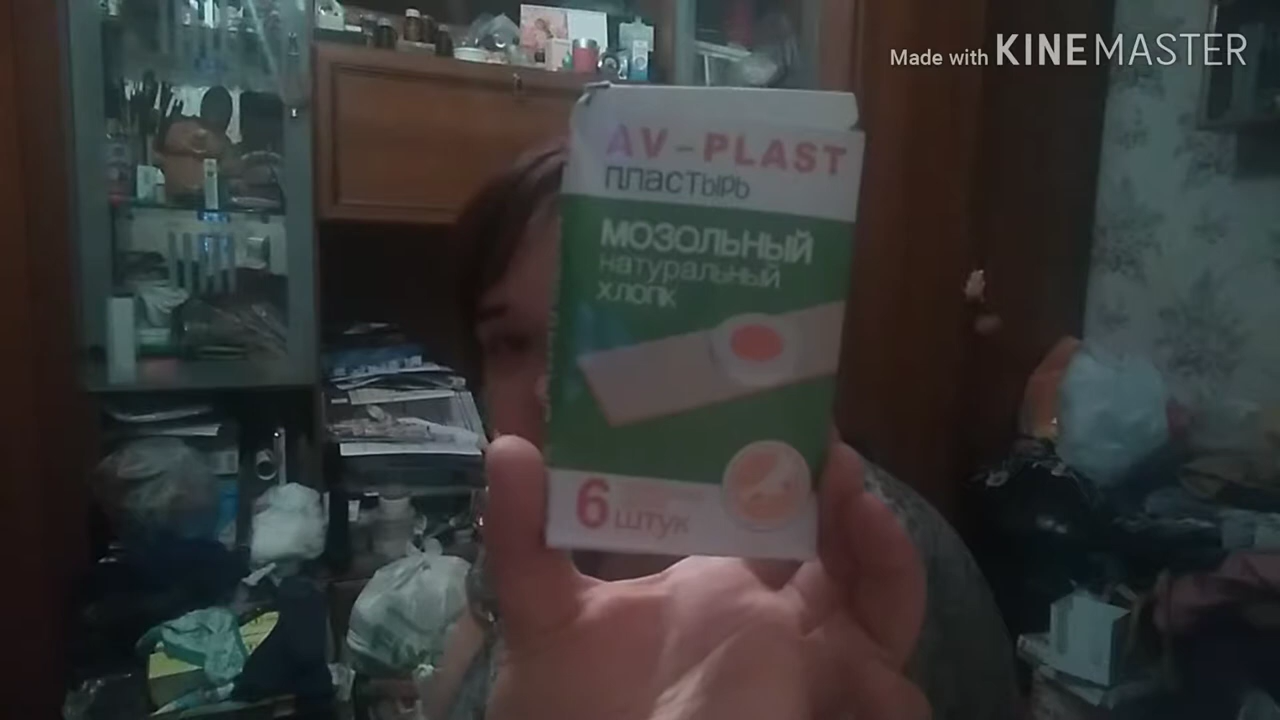 Made with KINEMASTER
AV-PLAST
пластырь
МОЗОЛЬНЫЙ
натуральный
хлопк
6 штук